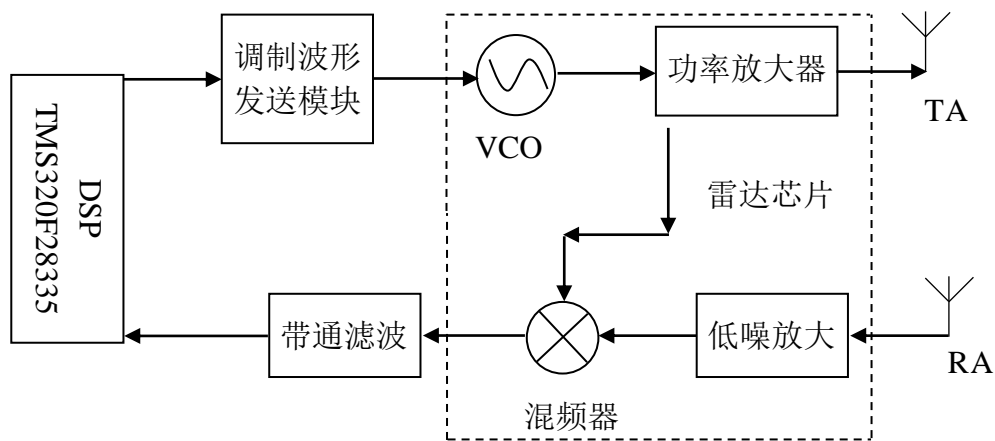 调制波形
发送模块
功率放大器
VCO
TA
DSP
TMS320F28335
雷达芯片
带通滤波
低噪放大
RA
混频器